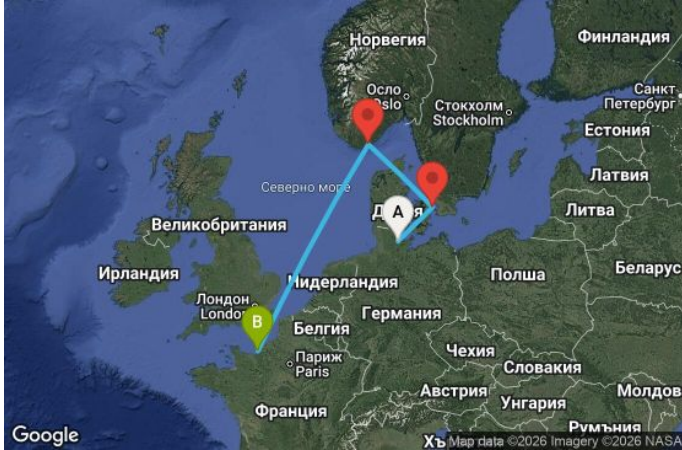 Норвегия
Финландия
Осло
Oslo
Стокхолм
Stockholm
Санкт
Петербург
Естония
Латвия
Северно море
Литва
A
Великобритания
Беларус
Ирландия
Нидерландия
Полша
Лондон
London
Германия
B
Белгия
Париж
Paris
Чехия
Словакия
Австрия
Унгария
Молдов
Франция
Румъния
Google
Map data ©2026 Imagery ©2026 NASA